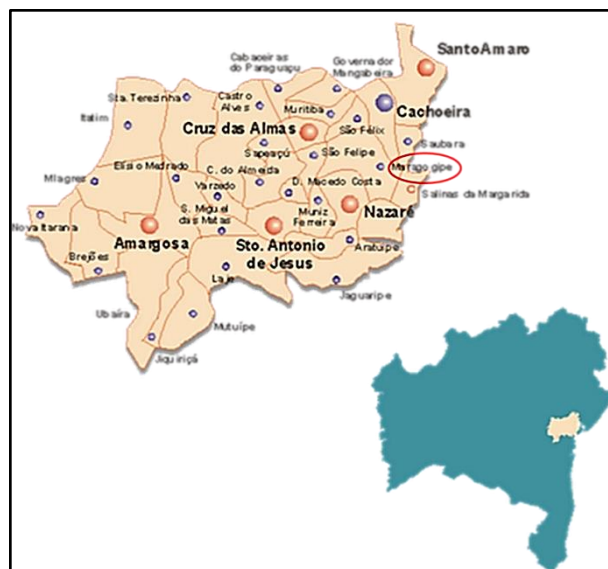 Santo Amaro
Cabaceiras
do Paraguaçu
Governador
Mangabeira
Sta. Terezinha
Castro
Alves
Muritiba
Cachoeira
Itatim
Cruz das Almas
São Félix
Sapeaçú
São Felipe
Saubara
Elísio Medrado
C. do Almeida
Maragogipe
Milagres
Varzedo
D. Macedo Costa
Salinas da Margarida
S. Miguel
das Matas
Muniz
Ferreira
Nazaré
Nova Itarana
Amargosa
Sto. Antonio
de Jesus
Aratuípe
Brejões
Laje
Jaguaripe
Ubaíra
Mutuípe
Jiquiriçá